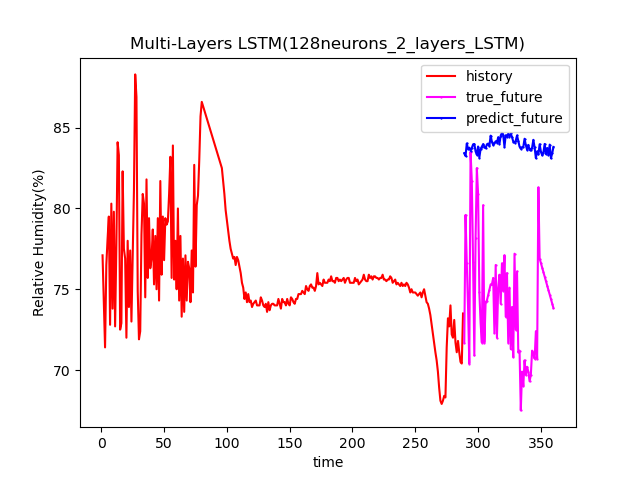 Multi-Layers LSTM(128neurons_2_layers_LSTM)
history
true_future
predict_future
Relative Humidity(%)
85
80
75
70
0 50 100 150 200 250 300 350
time